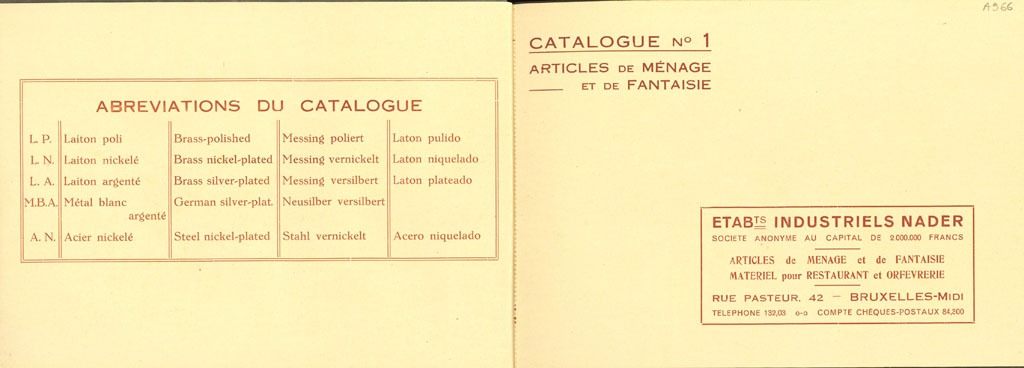 ABREVIATIONS DU CATALOGUE
L. P. Laiton poli Brass-polished Messing poliert Laton pulido
L. N. Laiton nickelé Brass nickel-plated Messing vernickelt Laton niquelado
L. A. Laiton argenté Brass silver-plated Messing versilbert Laton plateado
M.B.A. Métal blanc German silver-plat. Neusilber versilbert
argenté
A. N. Acier nickelé Steel nickel-plated Stahl vernickelt Acero niquelado
A966
CATALOGUE No 1
ARTICLES DE MÉNAGE
ET DE FANTAISIE
ETABTS INDUSTRIELS NADER
SOCIETE ANONYME AU CAPITAL DE 2.000.000 FRANCS
ARTICLES de MENAGE et de FANTAISIE
MATERIEL pour RESTAURANT et ORFEVRERIE
RUE PASTEUR, 42 — BRUXELLES-MIDI
TELEPHONE 132,03 o-o COMPTE CHÈQUES-POSTAUX 84,800